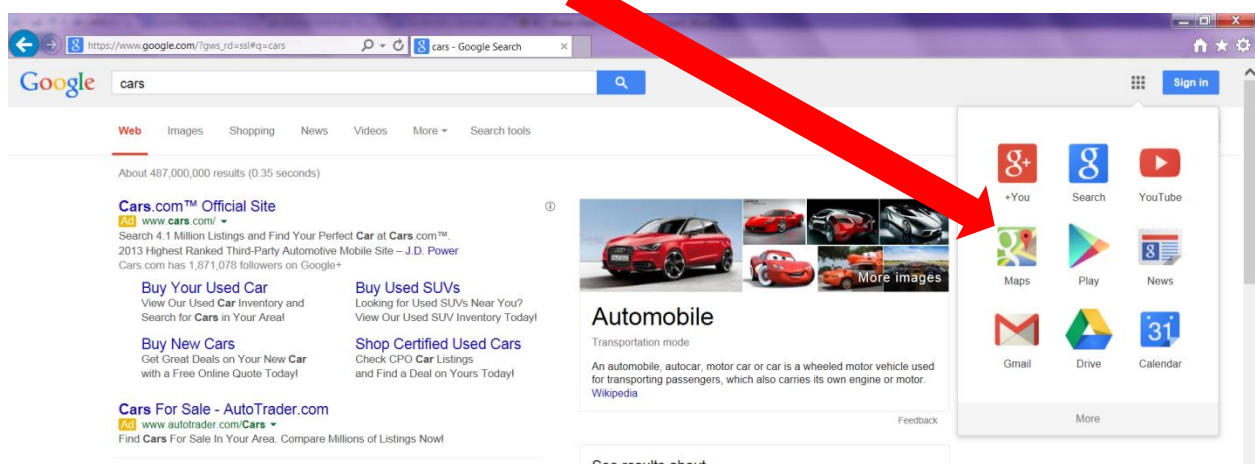 https://www.google.com/?gws_rd=ssl#q=cars
cars - Google Search
Google
cars
Sign in
Web Images Shopping News Videos More Search tools
About 487,000,000 results (0.35 seconds)
Cars.com™ Official Site
Ad www.cars.com/
Search 4.1 Million Listings and Find Your Perfect Car at Cars.com™.
2013 Highest Ranked Third-Party Automotive Mobile Site – J.D. Power
Cars.com has 1,871,078 followers on Google+
Buy Your Used Car
View Our Used Car Inventory and
Search for Cars in Your Area!
Buy Used SUVs
Looking for Used SUVs Near You?
View Our Used SUV Inventory Today!
Buy New Cars
Get Great Deals on Your New Car
with a Free Online Quote Today!
Shop Certified Used Cars
Check CPO Car Listings
and Find a Deal on Yours Today!
Cars For Sale - AutoTrader.com
Ad www.autotrader.com/Cars
Find Cars For Sale In Your Area. Compare Millions of Listings Now!
More images
Automobile
Transportation mode
An automobile, autocar, motor car or car is a wheeled motor vehicle used
for transporting passengers, which also carries its own engine or motor.
Wikipedia
Feedback
+You Search YouTube
Maps Play News
31
Gmail Drive Calendar
More